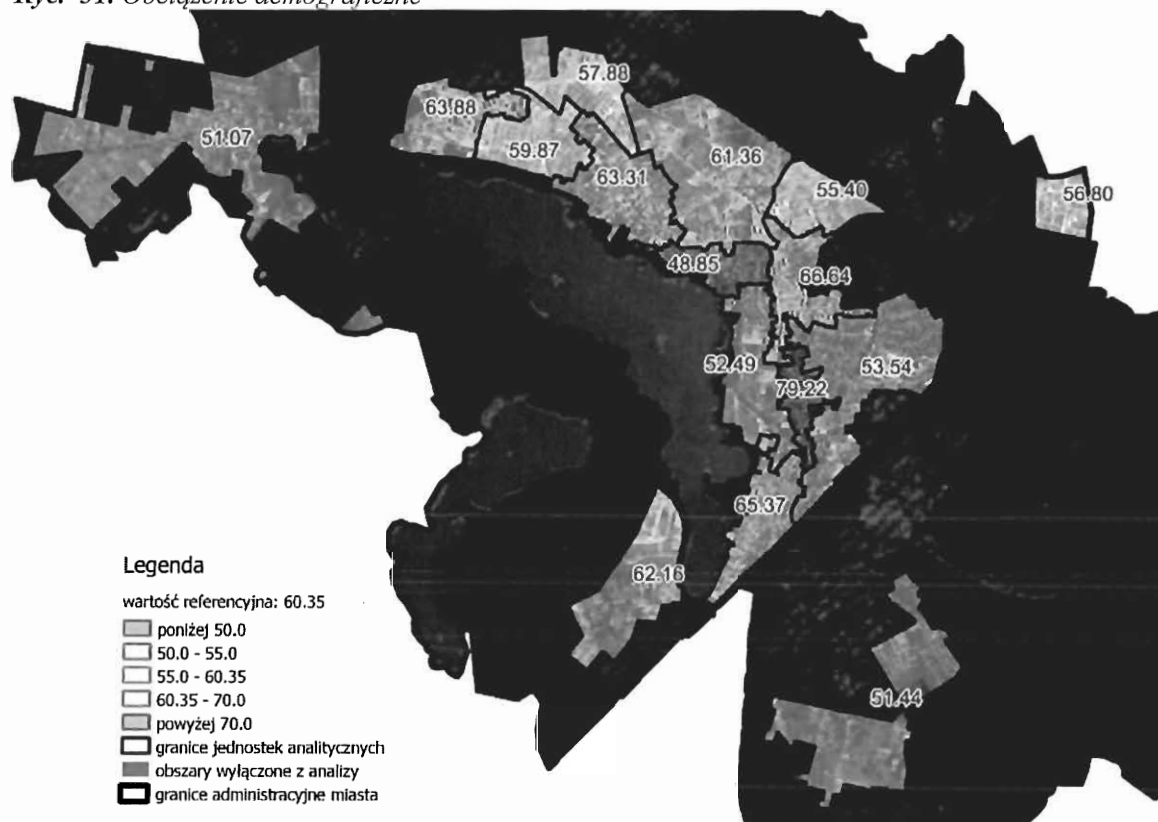 Ryc. 31. Obciążenie demograficzne
57.88
63.88
51.07
59.87
61.36
63.31
55.40
56.80
48.85
66.64
52.49
53.54
79.22
65.37
62.16
51.44
Legenda
wartość referencyjna: 60.35
poniżej 50.0
50.0 - 55.0
55.0 - 60.35
60.35 - 70.0
powyżej 70.0
granice jednostek analitycznych
obszary wyłączone z analizy
granice administracyjne miasta